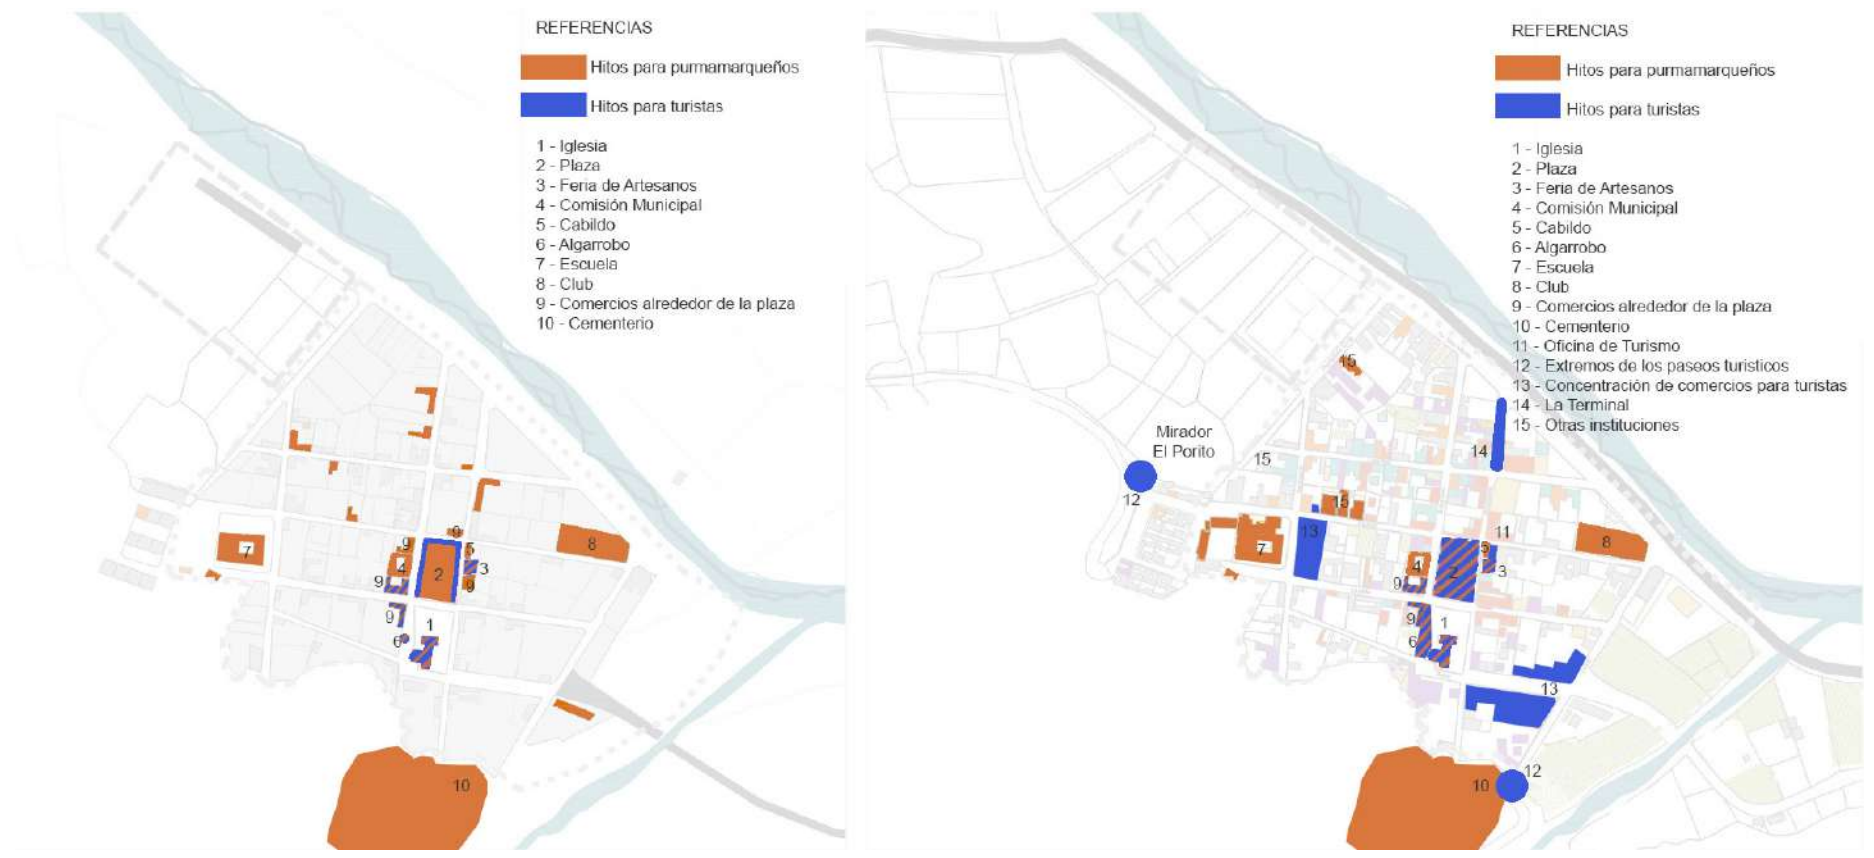 REFERENCIAS
Hitos para purmamarqueños
Hitos para turistas
1 - Iglesia
2 - Plaza
3 - Feria de Artesanos
4 - Comisión Municipal
5 - Cabildo
6 - Algarrobo
7 - Escuela
8 - Club
9 - Comercios alrededor de la plaza
10 - Cementerio
9
9
5
7
4
2
3
8
9
9
9
1
6
10
REFERENCIAS
Hitos para purmamarqueños
Hitos para turistas
1 - Iglesia
2 - Plaza
3 - Feria de Artesanos
4 - Comisión Municipal
5 - Cabildo
6 - Algarrobo
7 - Escuela
8 - Club
9 - Comercios alrededor de la plaza
10 - Cementerio
11 - Oficina de Turismo
12 - Extremos de los paseos turisticos
13 - Concentración de comercios para turistas
14 - La Terminal
15 - Otras instituciones
15
Mirador
El Porito
15
14
12
15
13
11
7
5
8
4
2
3
9
9
1
6
13
12
10